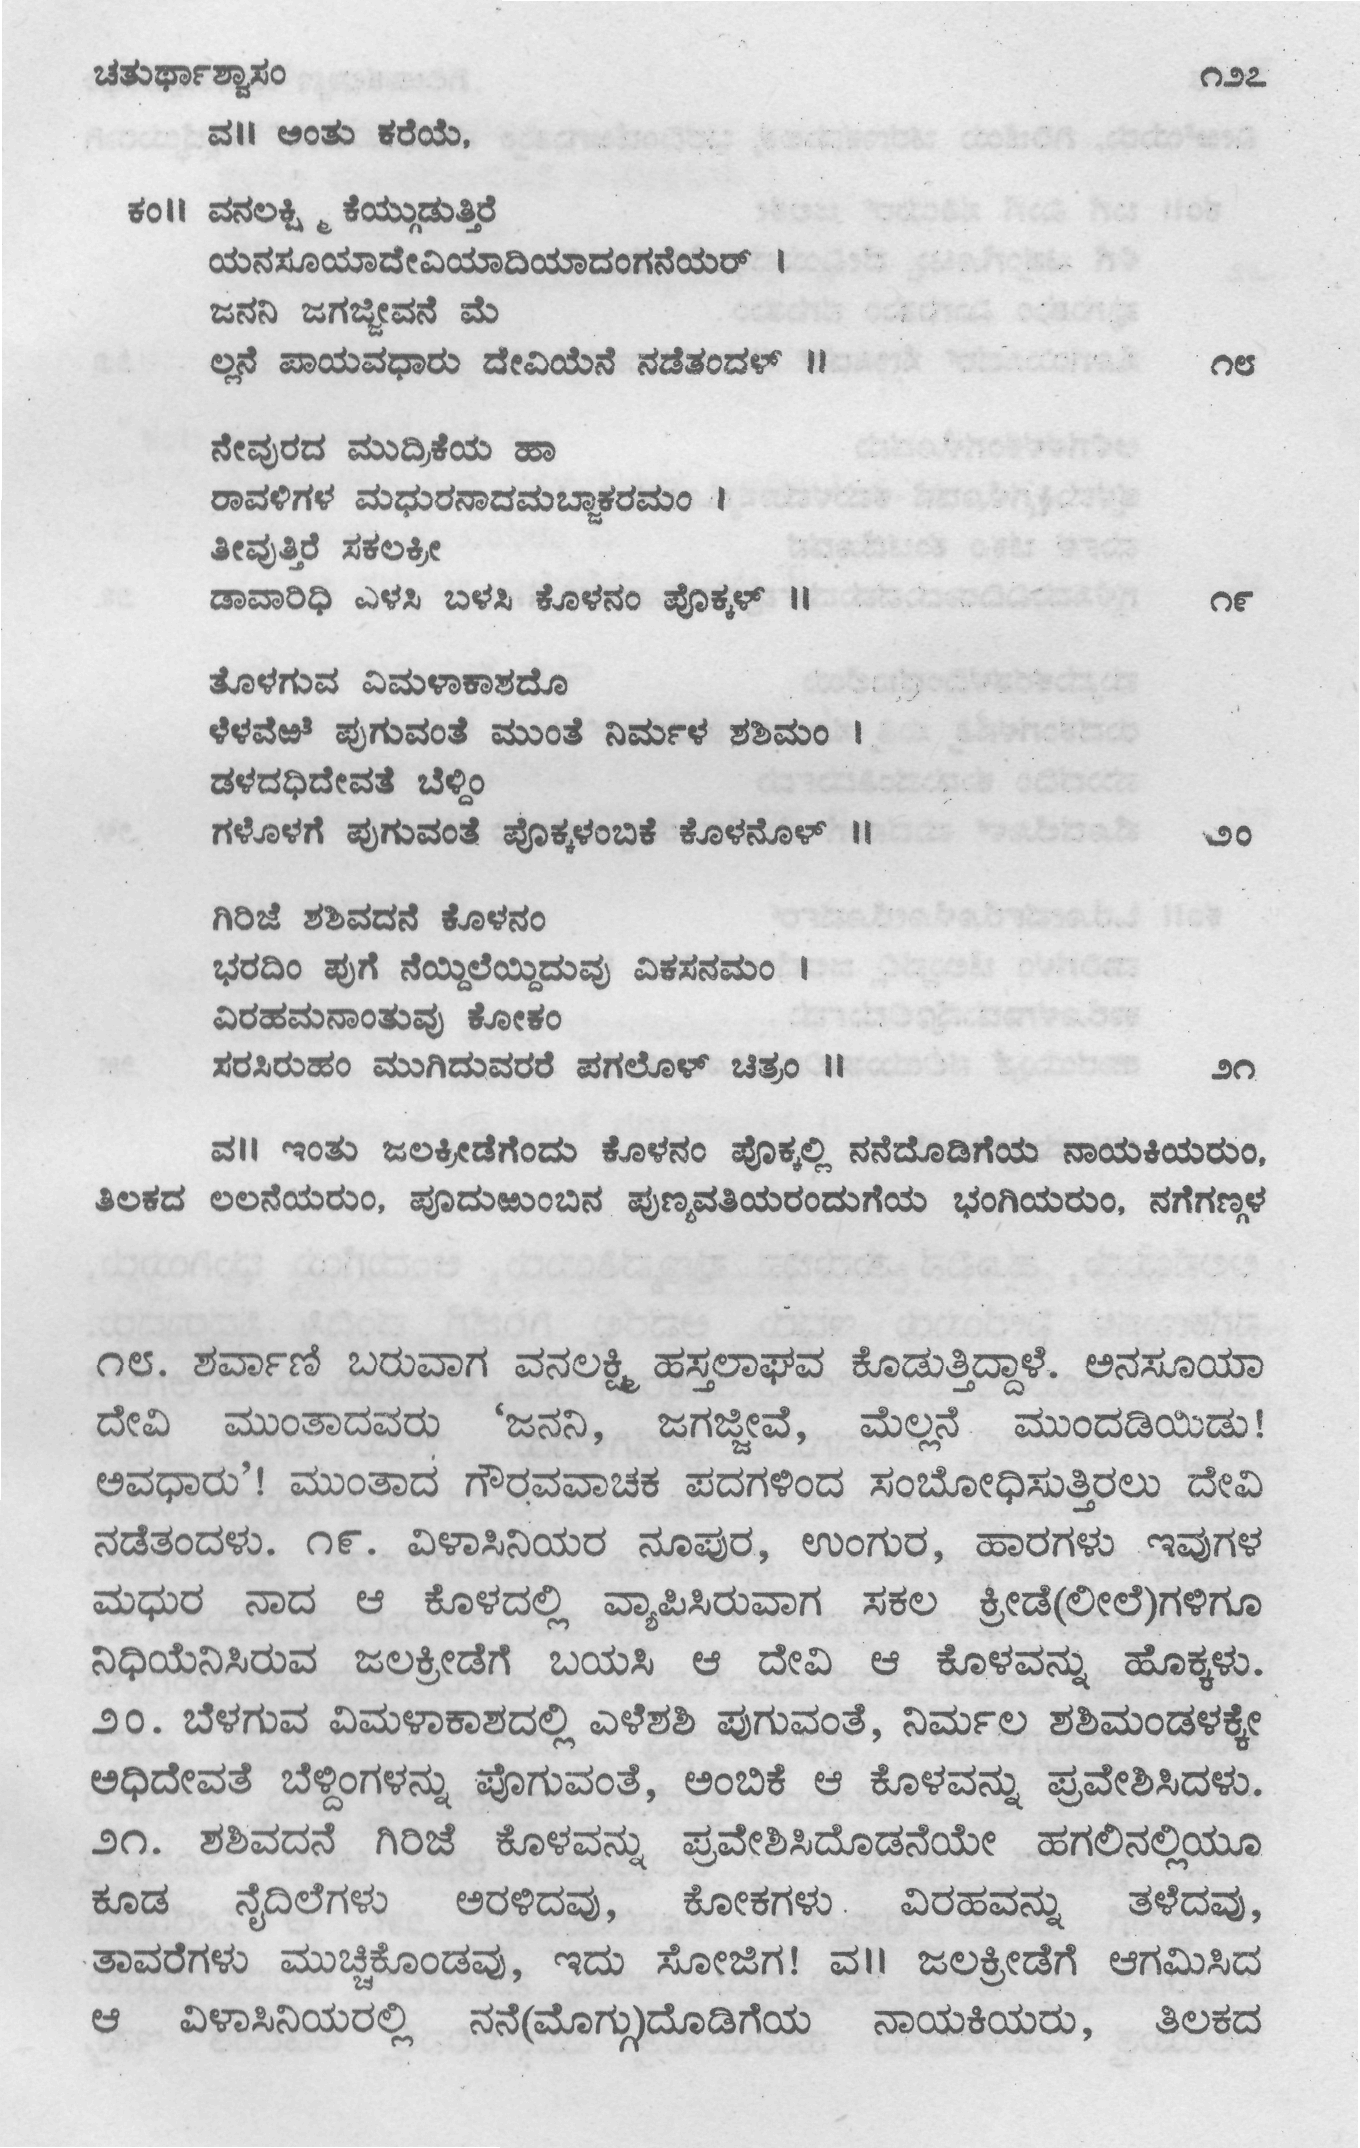 ಚತುರ್ಥಾಶ್ವಾಸಂ ೧೨೭
ವ॥ ಅಂತು ಕರೆಯೆ,
ಕಂ॥ ವನಲಕ್ಷ್ಮಿ ಕೆಯ್ಗುಡುತ್ತಿರೆ
ಯನಸೂಯಾದೇವಿಯಾದಿಯಾದಂಗನೆಯರ್ ।
ಜನನಿ ಜಗಜ್ಜೀವನೆ ಮೆ
ಲ್ಲನೆ ಪಾಯವಧಾರು ದೇವಿಯೆನೆ ನಡೆತಂದಳ್ ॥ ೧೮
ನೇವುರದ ಮುದ್ರಿಕೆಯ ಹಾ
ರಾವಳಿಗಳ ಮಧುರನಾದಮಬ್ಜಾಕರಮಂ ।
ತೀವುತ್ತಿರೆ ಸಕಲಕ್ರೀ
ಡಾವಾರಿಧಿ ಎಳಸಿ ಬಳಸಿ ಕೊಳನಂ ಪೊಕ್ಕಳ್ ॥ ೧೯
ತೊಳಗುವ ವಿಮಳಾಕಾಶದೊ
ಳೆಳವೆಱೆ ಪುಗುವಂತೆ ಮುಂತೆ ನಿರ್ಮಳ ಶಶಿಮಂ ।
ಡಳದಧಿದೇವತೆ ಬೆಳ್ದಿಂ
ಗಳೊಳಗೆ ಪುಗುವಂತೆ ಪೊಕ್ಕಳಂಬಿಕೆ ಕೊಳನೊಳ್ ॥ ೨೦
ಗಿರಿಜೆ ಶಶಿವದನೆ ಕೊಳನಂ
ಭರದಿಂ ಪುಗೆ ನೆಯ್ದಿಲೆಯ್ದಿದುವು ವಿಕಸನಮಂ ।
ವಿರಹಮನಾಂತುವು ಕೋಕಂ
ಸರಸಿರುಹಂ ಮುಗಿದುವರರೆ ಪಗಲೊಳ್ ಚಿತ್ರಂ ॥ ೨೧
ವ॥ ಇಂತು ಜಲಕ್ರೀಡೆಗೆಂದು ಕೊಳನಂ ಪೊಕ್ಕಲ್ಲಿ ನನೆದೊಡಿಗೆಯ ನಾಯಕಿಯರುಂ,
ತಿಲಕದ ಲಲನೆಯರುಂ, ಪೂದುಱುಂಬಿನ ಪುಣ್ಯವತಿಯರಂದುಗೆಯ ಭಂಗಿಯರುಂ, ನಗೆಗಣ್ಗಳ
೧೮. ಶರ್ವಾಣಿ ಬರುವಾಗ ವನಲಕ್ಷ್ಮಿ ಹಸ್ತಲಾಘವ ಕೊಡುತ್ತಿದ್ದಾಳೆ. ಅನಸೂಯಾ
ದೇವಿ ಮುಂತಾದವರು ‘ಜನನಿ, ಜಗಜ್ಜೀವೆ, ಮೆಲ್ಲನೆ ಮುಂದಡಿಯಿಡು!
ಅವಧಾರು’! ಮುಂತಾದ ಗೌರವವಾಚಕ ಪದಗಳಿಂದ ಸಂಬೋಧಿಸುತ್ತಿರಲು ದೇವಿ
ನಡೆತಂದಳು. ೧೯. ವಿಳಾಸಿನಿಯರ ನೂಪುರ, ಉಂಗುರ, ಹಾರಗಳು ಇವುಗಳ
ಮಧುರ ನಾದ ಆ ಕೊಳದಲ್ಲಿ ವ್ಯಾಪಿಸಿರುವಾಗ ಸಕಲ ಕ್ರೀಡೆ(ಲೀಲೆ)ಗಳಿಗೂ
ನಿಧಿಯೆನಿಸಿರುವ ಜಲಕ್ರೀಡೆಗೆ ಬಯಸಿ ಆ ದೇವಿ ಆ ಕೊಳವನ್ನು ಹೊಕ್ಕಳು.
೨೦. ಬೆಳಗುವ ವಿಮಳಾಕಾಶದಲ್ಲಿ ಎಳೆಶಶಿ ಪುಗುವಂತೆ, ನಿರ್ಮಲ ಶಶಿಮಂಡಳಕ್ಕೇ
ಅಧಿದೇವತೆ ಬೆಳ್ದಿಂಗಳನ್ನು ಪೊಗುವಂತೆ, ಅಂಬಿಕೆ ಆ ಕೊಳವನ್ನು ಪ್ರವೇಶಿಸಿದಳು.
೨೧. ಶಶಿವದನೆ ಗಿರಿಜೆ ಕೊಳವನ್ನು ಪ್ರವೇಶಿಸಿದೊಡನೆಯೇ ಹಗಲಿನಲ್ಲಿಯೂ
ಕೂಡ ನೈದಿಲೆಗಳು ಅರಳಿದವು, ಕೋಕಗಳು ವಿರಹವನ್ನು ತಳೆದವು,
ತಾವರೆಗಳು ಮುಚ್ಚಿಕೊಂಡವು, ಇದು ಸೋಜಿಗ! ವ॥ ಜಲಕ್ರೀಡೆಗೆ ಆಗಮಿಸಿದ
ಆ ವಿಳಾಸಿನಿಯರಲ್ಲಿ ನನೆ(ಮೊಗ್ಗು)ದೊಡಿಗೆಯ ನಾಯಕಿಯರು, ತಿಲಕದ